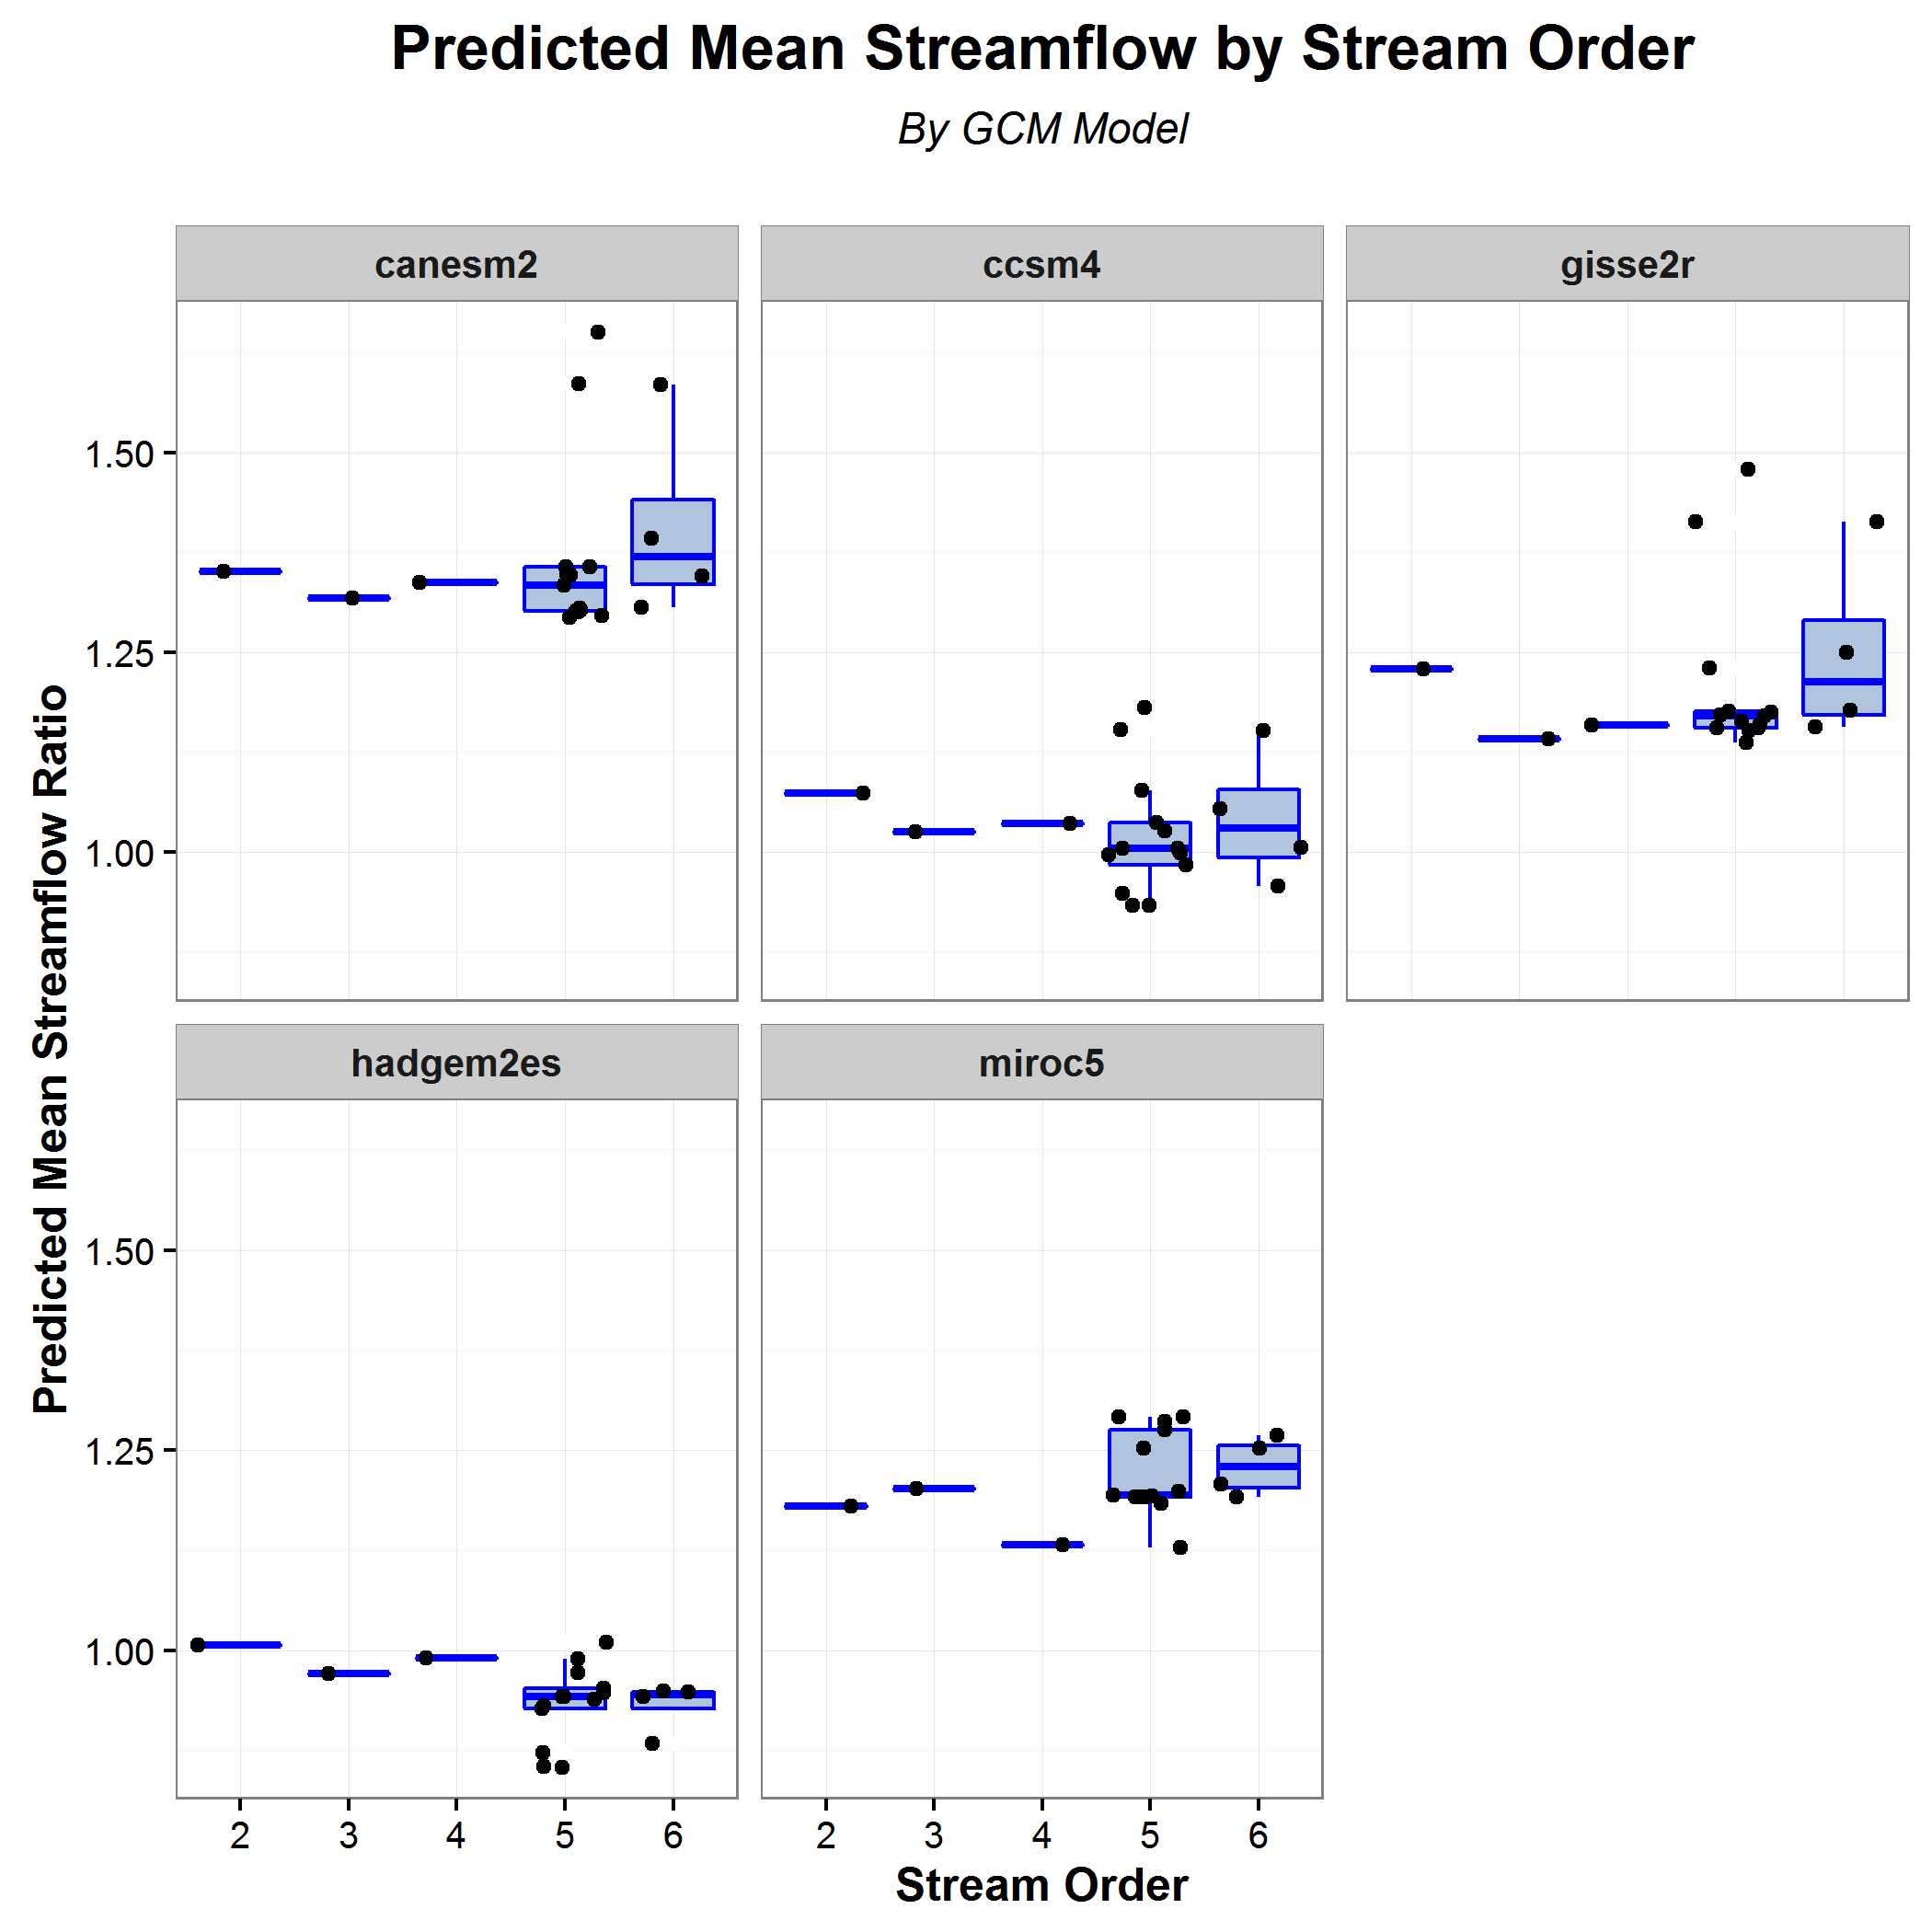 Predicted Mean Streamflow by Stream Order
By GCM Model
canesm2
ccsm4
gisse2r
1.50
1.25
1.00
hadgem2es
miroc5
1.50
1.25
1.00
Predicted Mean Streamflow Ratio
2 3 4 5 6
2 3 4 5 6
Stream Order